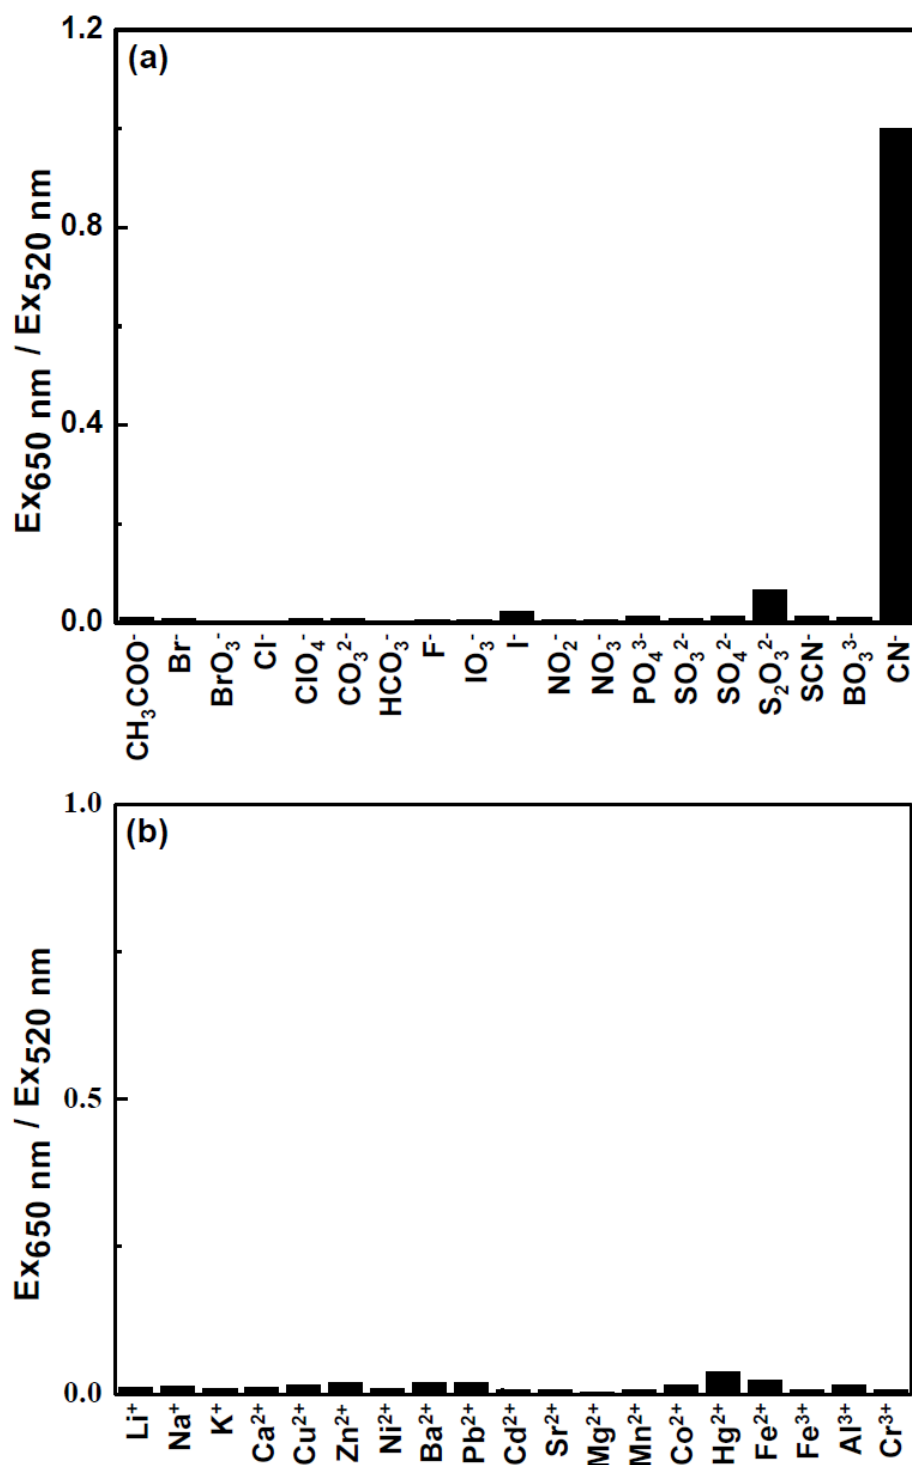 (a)
1.2
0.8
0.4
0.0
Ex650 nm / Ex520 nm
CH₃COO⁻
Br⁻
BrO₃⁻
Cl⁻
ClO₄⁻
CO₃²⁻
HCO₃⁻
F⁻
IO₃⁻
I⁻
NO₂⁻
NO₃⁻
PO₄³⁻
SO₃²⁻
SO₄²⁻
S₂O₃²⁻
SCN⁻
BO₃³⁻
CN⁻
(b)
1.0
0.5
0.0
Ex650 nm / Ex520 nm
Li⁺
Na⁺
K⁺
Ca²⁺
Cu²⁺
Zn²⁺
Ni²⁺
Ba²⁺
Pb²⁺
Cd²⁺
Sr²⁺
Mg²⁺
Mn²⁺
Co²⁺
Hg²⁺
Fe²⁺
Fe³⁺
Al³⁺
Cr³⁺